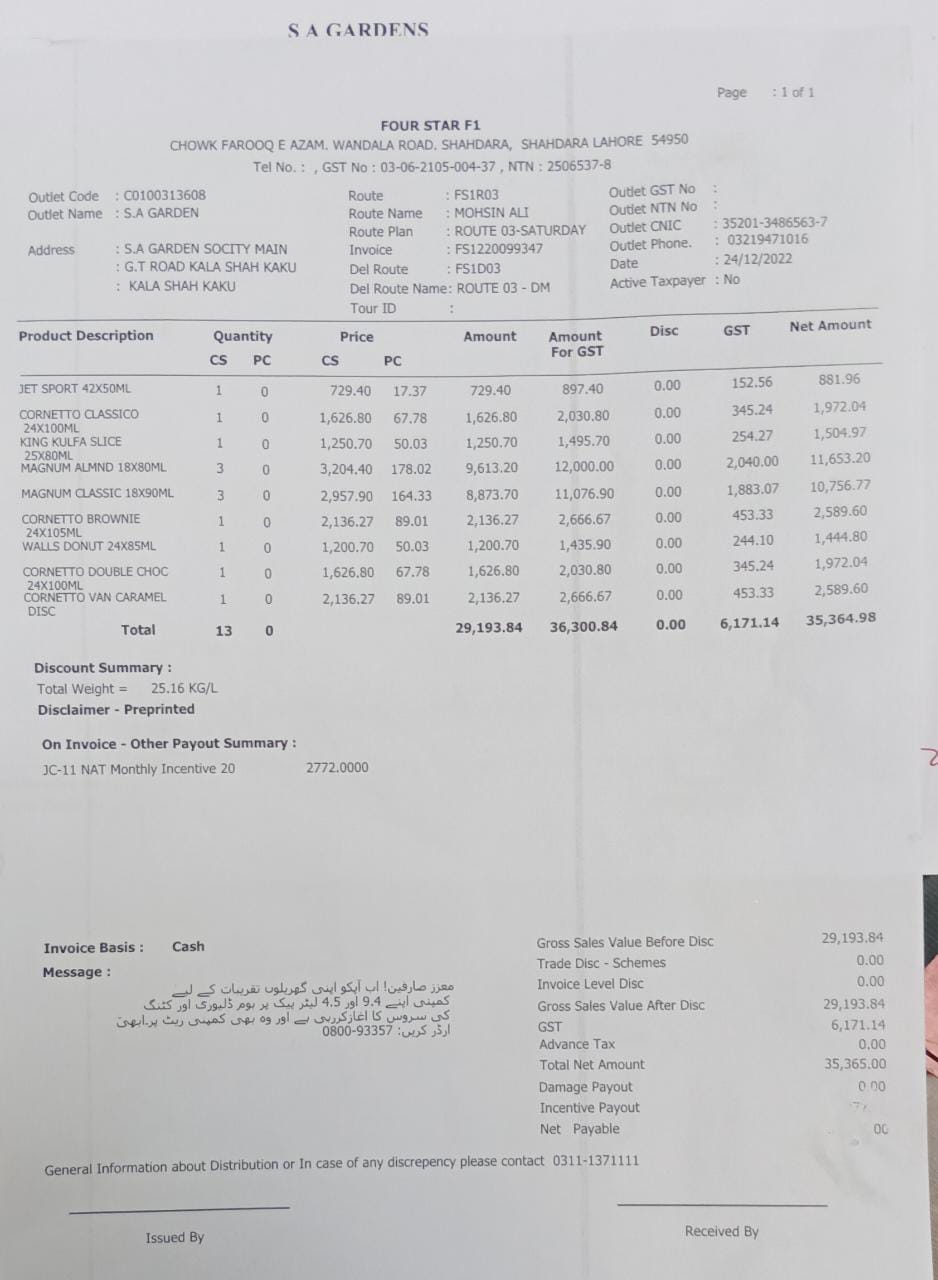 S A GARDENS
Page : 1 of 1
FOUR STAR F1
CHOWK FAROOQ E AZAM. WANDALA ROAD. SHAHDARA, SHAHDARA LAHORE 54950
Tel No. : , GST No : 03-06-2105-004-37 , NTN : 2506537-8
Outlet Code : C0100313608 Route : FS1R03 Outlet GST No :
Outlet Name : S.A GARDEN Route Name : MOHSIN ALI Outlet NTN No :
Route Plan : ROUTE 03-SATURDAY Outlet CNIC : 35201-3486563-7
Address : S.A GARDEN SOCITY MAIN Invoice : FS1220099347 Outlet Phone. : 03219471016
: G.T ROAD KALA SHAH KAKU Del Route : FS1D03 Date : 24/12/2022
: KALA SHAH KAKU Del Route Name: ROUTE 03 - DM Active Taxpayer : No
Tour ID :
Product Description Quantity Price Amount Amount For GST Disc GST Net Amount
CS PC CS PC
JET SPORT 42X50ML 1 0 729.40 17.37 729.40 897.40 0.00 152.56 881.96
CORNETTO CLASSICO 1 0 1,626.80 67.78 1,626.80 2,030.80 0.00 345.24 1,972.04
24X100ML
KING KULFA SLICE 1 0 1,250.70 50.03 1,250.70 1,495.70 0.00 254.27 1,504.97
25X80ML
MAGNUM ALMND 18X80ML 3 0 3,204.40 178.02 9,613.20 12,000.00 0.00 2,040.00 11,653.20
MAGNUM CLASSIC 18X90ML 3 0 2,957.90 164.33 8,873.70 11,076.90 0.00 1,883.07 10,756.77
CORNETTO BROWNIE 1 0 2,136.27 89.01 2,136.27 2,666.67 0.00 453.33 2,589.60
24X105ML
WALLS DONUT 24X85ML 1 0 1,200.70 50.03 1,200.70 1,435.90 0.00 244.10 1,444.80
CORNETTO DOUBLE CHOC 1 0 1,626.80 67.78 1,626.80 2,030.80 0.00 345.24 1,972.04
24X100ML
CORNETTO VAN CARAMEL 1 0 2,136.27 89.01 2,136.27 2,666.67 0.00 453.33 2,589.60
DISC
Total 13 0 29,193.84 36,300.84 0.00 6,171.14 35,364.98
Discount Summary :
Total Weight = 25.16 KG/L
Disclaimer - Preprinted
On Invoice - Other Payout Summary :
JC-11 NAT Monthly Incentive 20 2772.0000
Invoice Basis : Cash
Message :
معزز صارفین! اب آپکو اپنی گھریلوں تقریبات کے لیے
کمپنی اپنے 9.4 اور 4.5 لیٹر پیک پر ہوم ڈلیوری اور کٹنگ
کی سروس کا اغاز کررہی ہے اور وہ بھی کمپنی ریٹ پر۔ابھی
ارڈر کریں: 93357-0800
Gross Sales Value Before Disc 29,193.84
Trade Disc - Schemes 0.00
Invoice Level Disc 0.00
Gross Sales Value After Disc 29,193.84
GST 6,171.14
Advance Tax 0.00
Total Net Amount 35,365.00
Damage Payout 0.00
Incentive Payout
Net Payable
General Information about Distribution or In case of any discrepency please contact 0311-1371111
Issued By
Received By